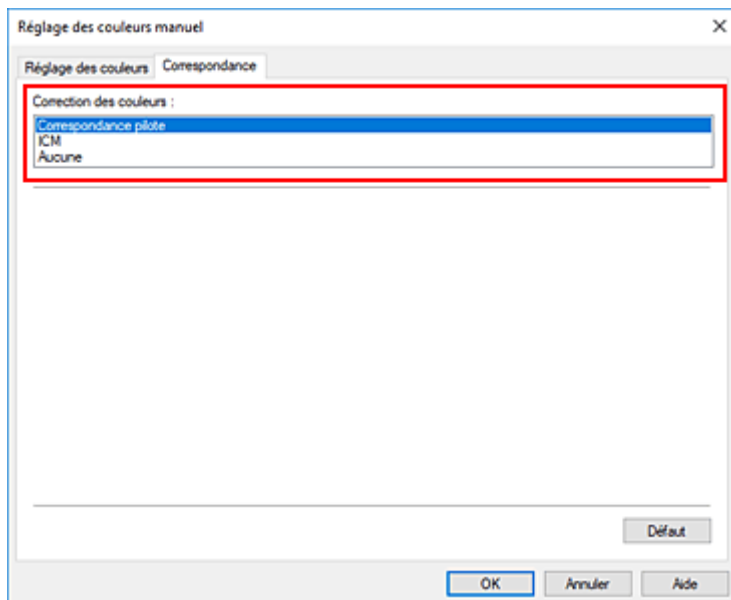 Réglage des couleurs manuel
Réglage des couleurs Correspondance
Correction des couleurs :
Correspondance pilote
ICM
Aucune
Défaut
OK Annuler Aide